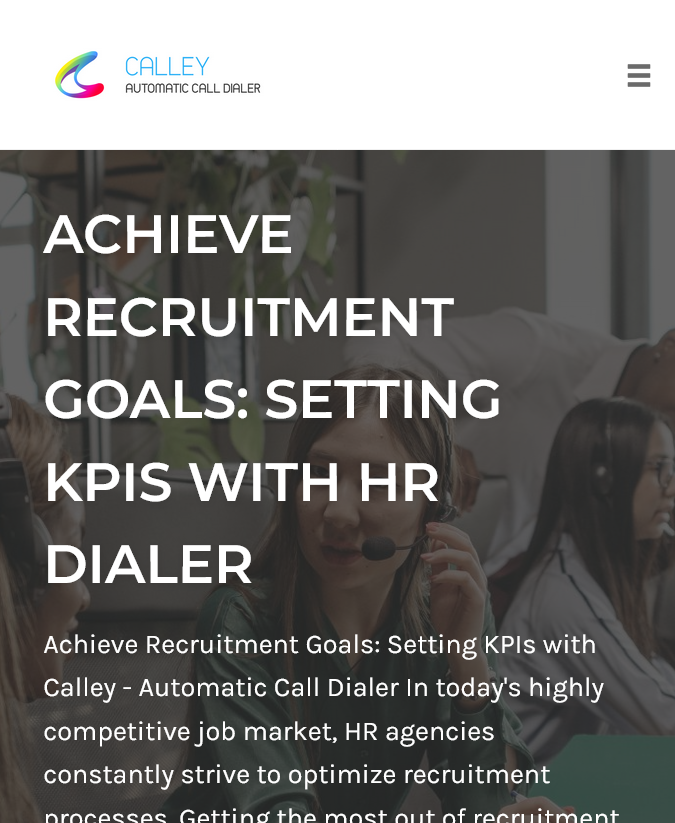 CALLEY
AUTOMATIC CALL DIALER
ACHIEVE
RECRUITMENT
GOALS: SETTING
KPIS WITH HR
DIALER
Achieve Recruitment Goals: Setting KPIs with
Calley - Automatic Call Dialer In today's highly
competitive job market, HR agencies
constantly strive to optimize recruitment
processes. Getting the most out of recruitment